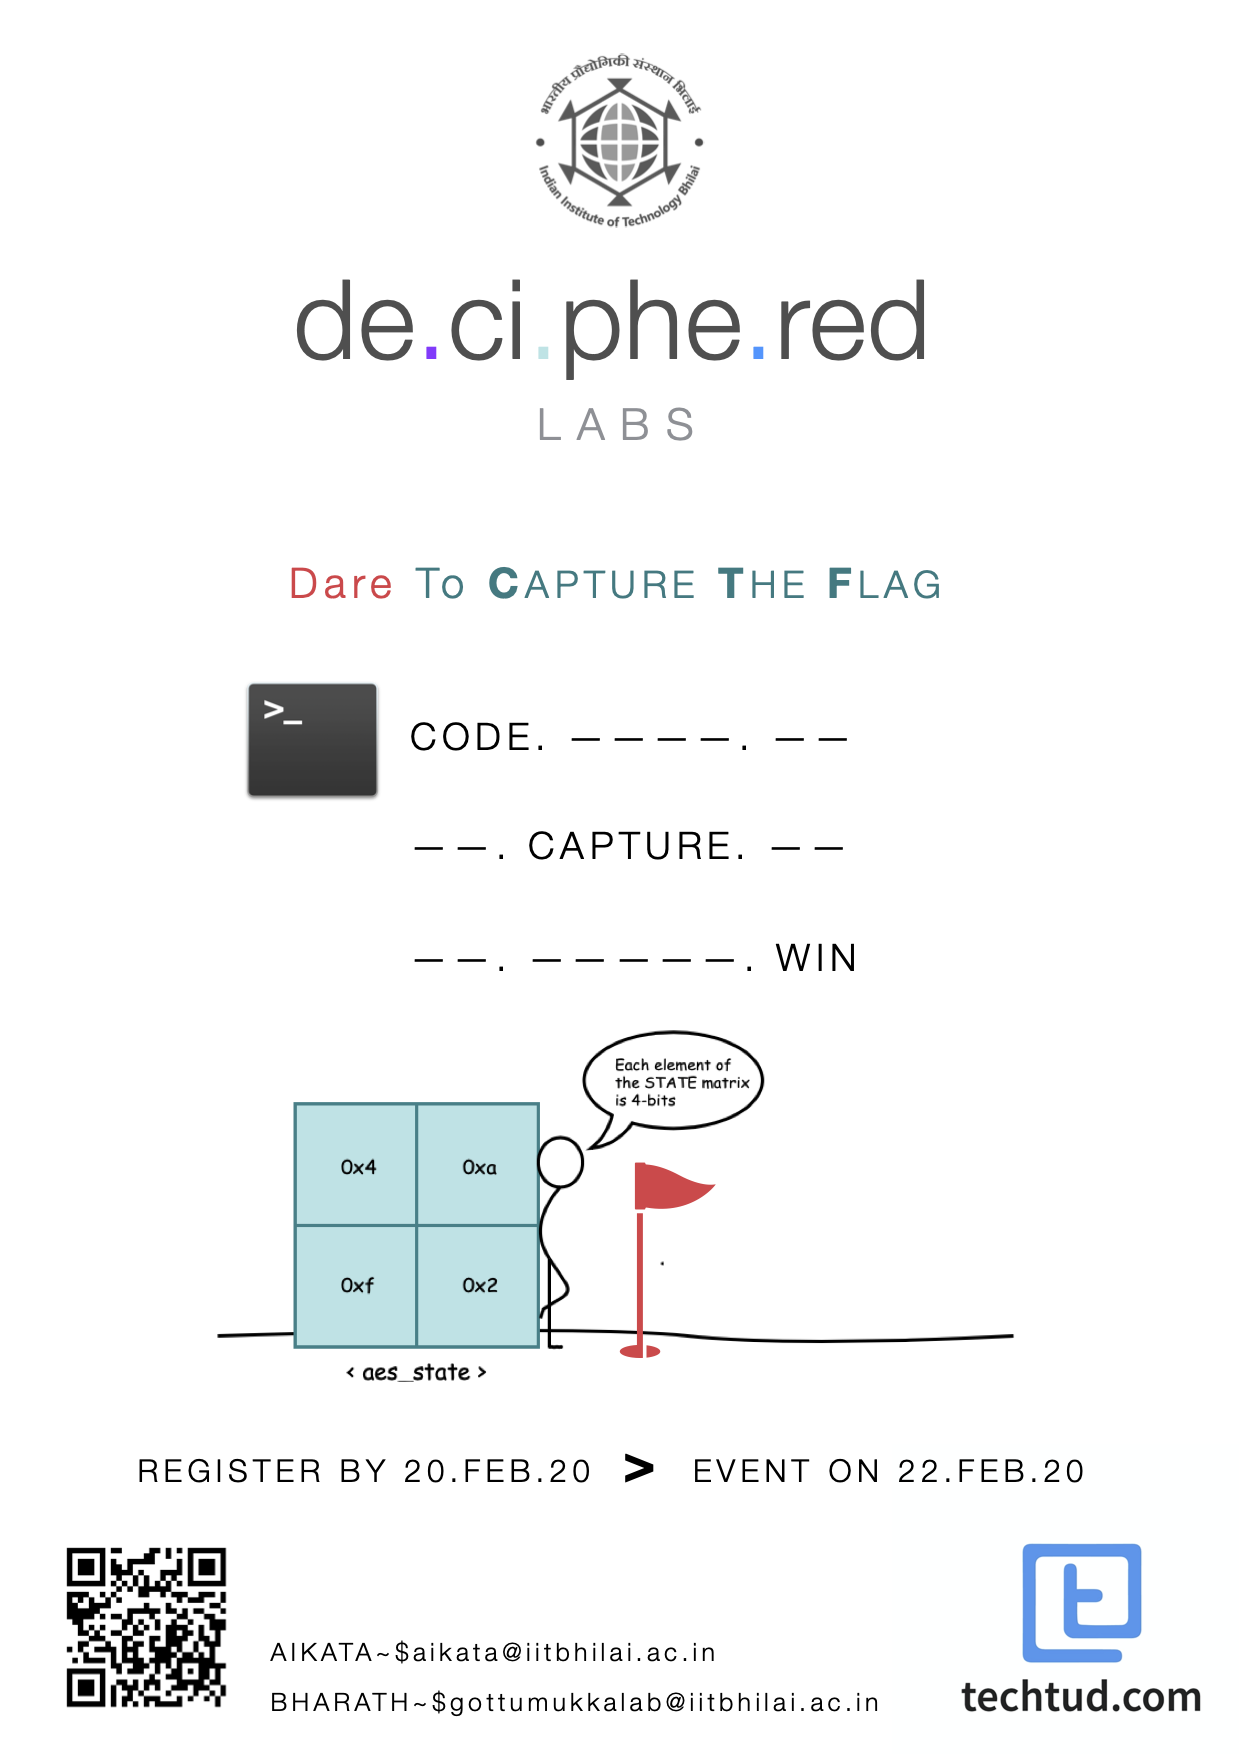 भारतीय प्रौद्योगिकी संस्थान भिलाई
Indian Institute of Technology Bhilai
de.ci.phe.red
LABS
Dare To CAPTURE THE FLAG
>_
CODE. ————. ——
——. CAPTURE. ——
——. —————. WIN
Each element of
the STATE matrix
is 4-bits
0x4 0xa
0xf 0x2
< aes_state >
REGISTER BY 20.FEB.20 > EVENT ON 22.FEB.20
AIKATA~$aikata@iitbhilai.ac.in
BHARATH~$gottumukkalab@iitbhilai.ac.in
techtud.com